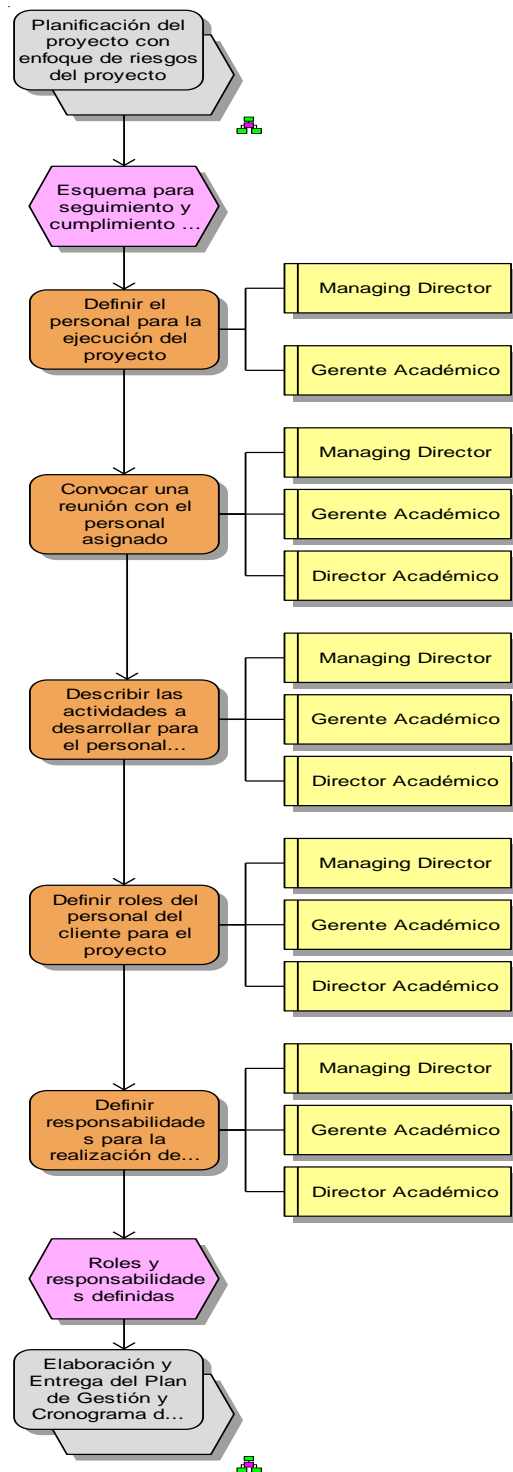 Planificación del
proyecto con
enfoque de riesgos
del proyecto
Esquema para
seguimiento y
cumplimiento ...
Definir el
personal para la
ejecución del
proyecto
Managing Director
Gerente Académico
Convocar una
reunión con el
personal
asignado
Managing Director
Gerente Académico
Director Académico
Describir las
actividades a
desarrollar para
el personal...
Managing Director
Gerente Académico
Director Académico
Definir roles del
personal del
cliente para el
proyecto
Managing Director
Gerente Académico
Director Académico
Definir
responsabilidade
s para la
realización de...
Managing Director
Gerente Académico
Director Académico
Roles y
responsabilidade
s definidas
Elaboración y
Entrega del Plan
de Gestión y
Cronograma d...